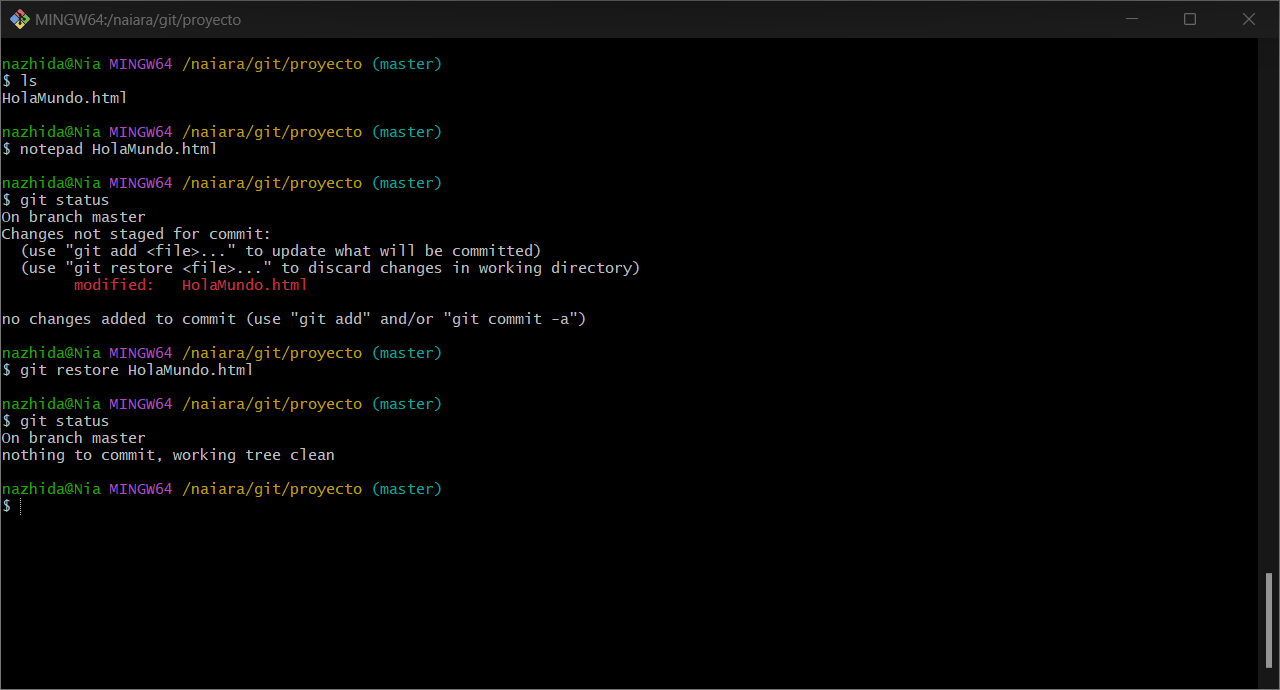 MINGW64:/naiara/git/proyecto
nazhida@Nia MINGW64 /naiara/git/proyecto (master)
$ ls
HolaMundo.html
nazhida@Nia MINGW64 /naiara/git/proyecto (master)
$ notepad HolaMundo.html
nazhida@Nia MINGW64 /naiara/git/proyecto (master)
$ git status
On branch master
Changes not staged for commit:
  (use "git add <file>..." to update what will be committed)
  (use "git restore <file>..." to discard changes in working directory)
        modified:   HolaMundo.html
no changes added to commit (use "git add" and/or "git commit -a")
nazhida@Nia MINGW64 /naiara/git/proyecto (master)
$ git restore HolaMundo.html
nazhida@Nia MINGW64 /naiara/git/proyecto (master)
$ git status
On branch master
nothing to commit, working tree clean
nazhida@Nia MINGW64 /naiara/git/proyecto (master)
$